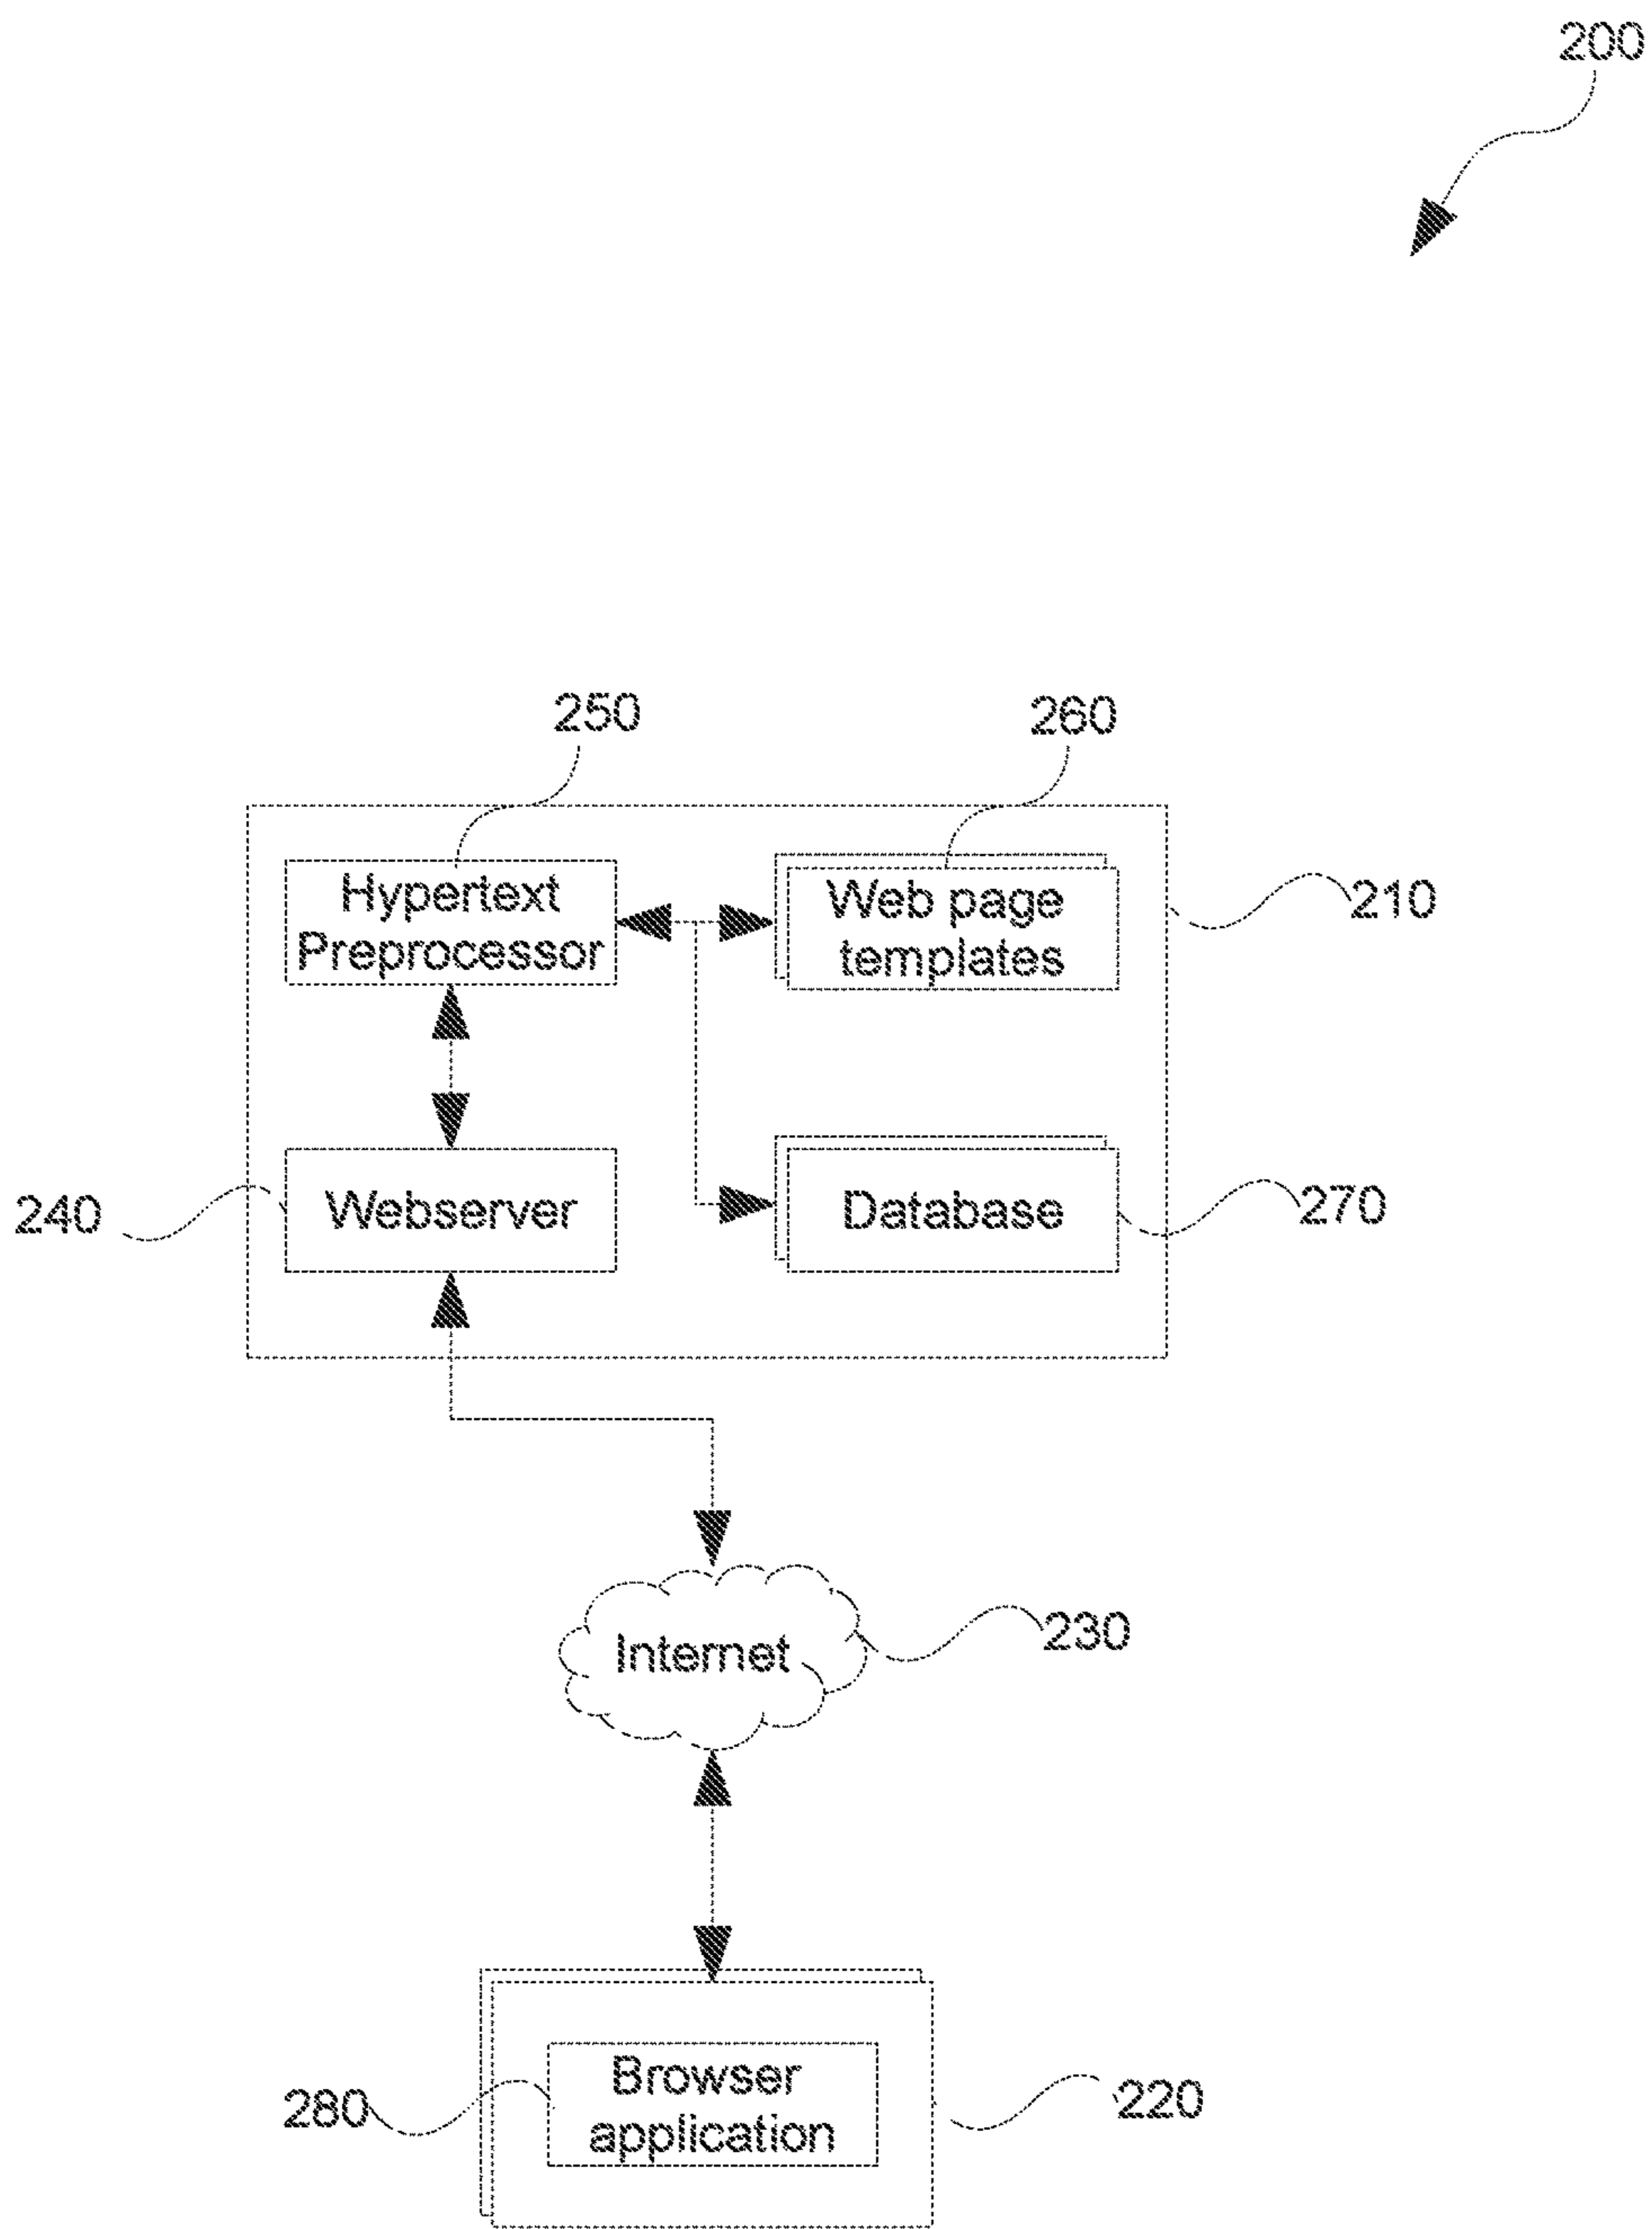 200
250
260
Hypertext
Preprocessor
Web page
templates
210
240
Webserver
Database
270
Internet
230
280
Browser
application
220